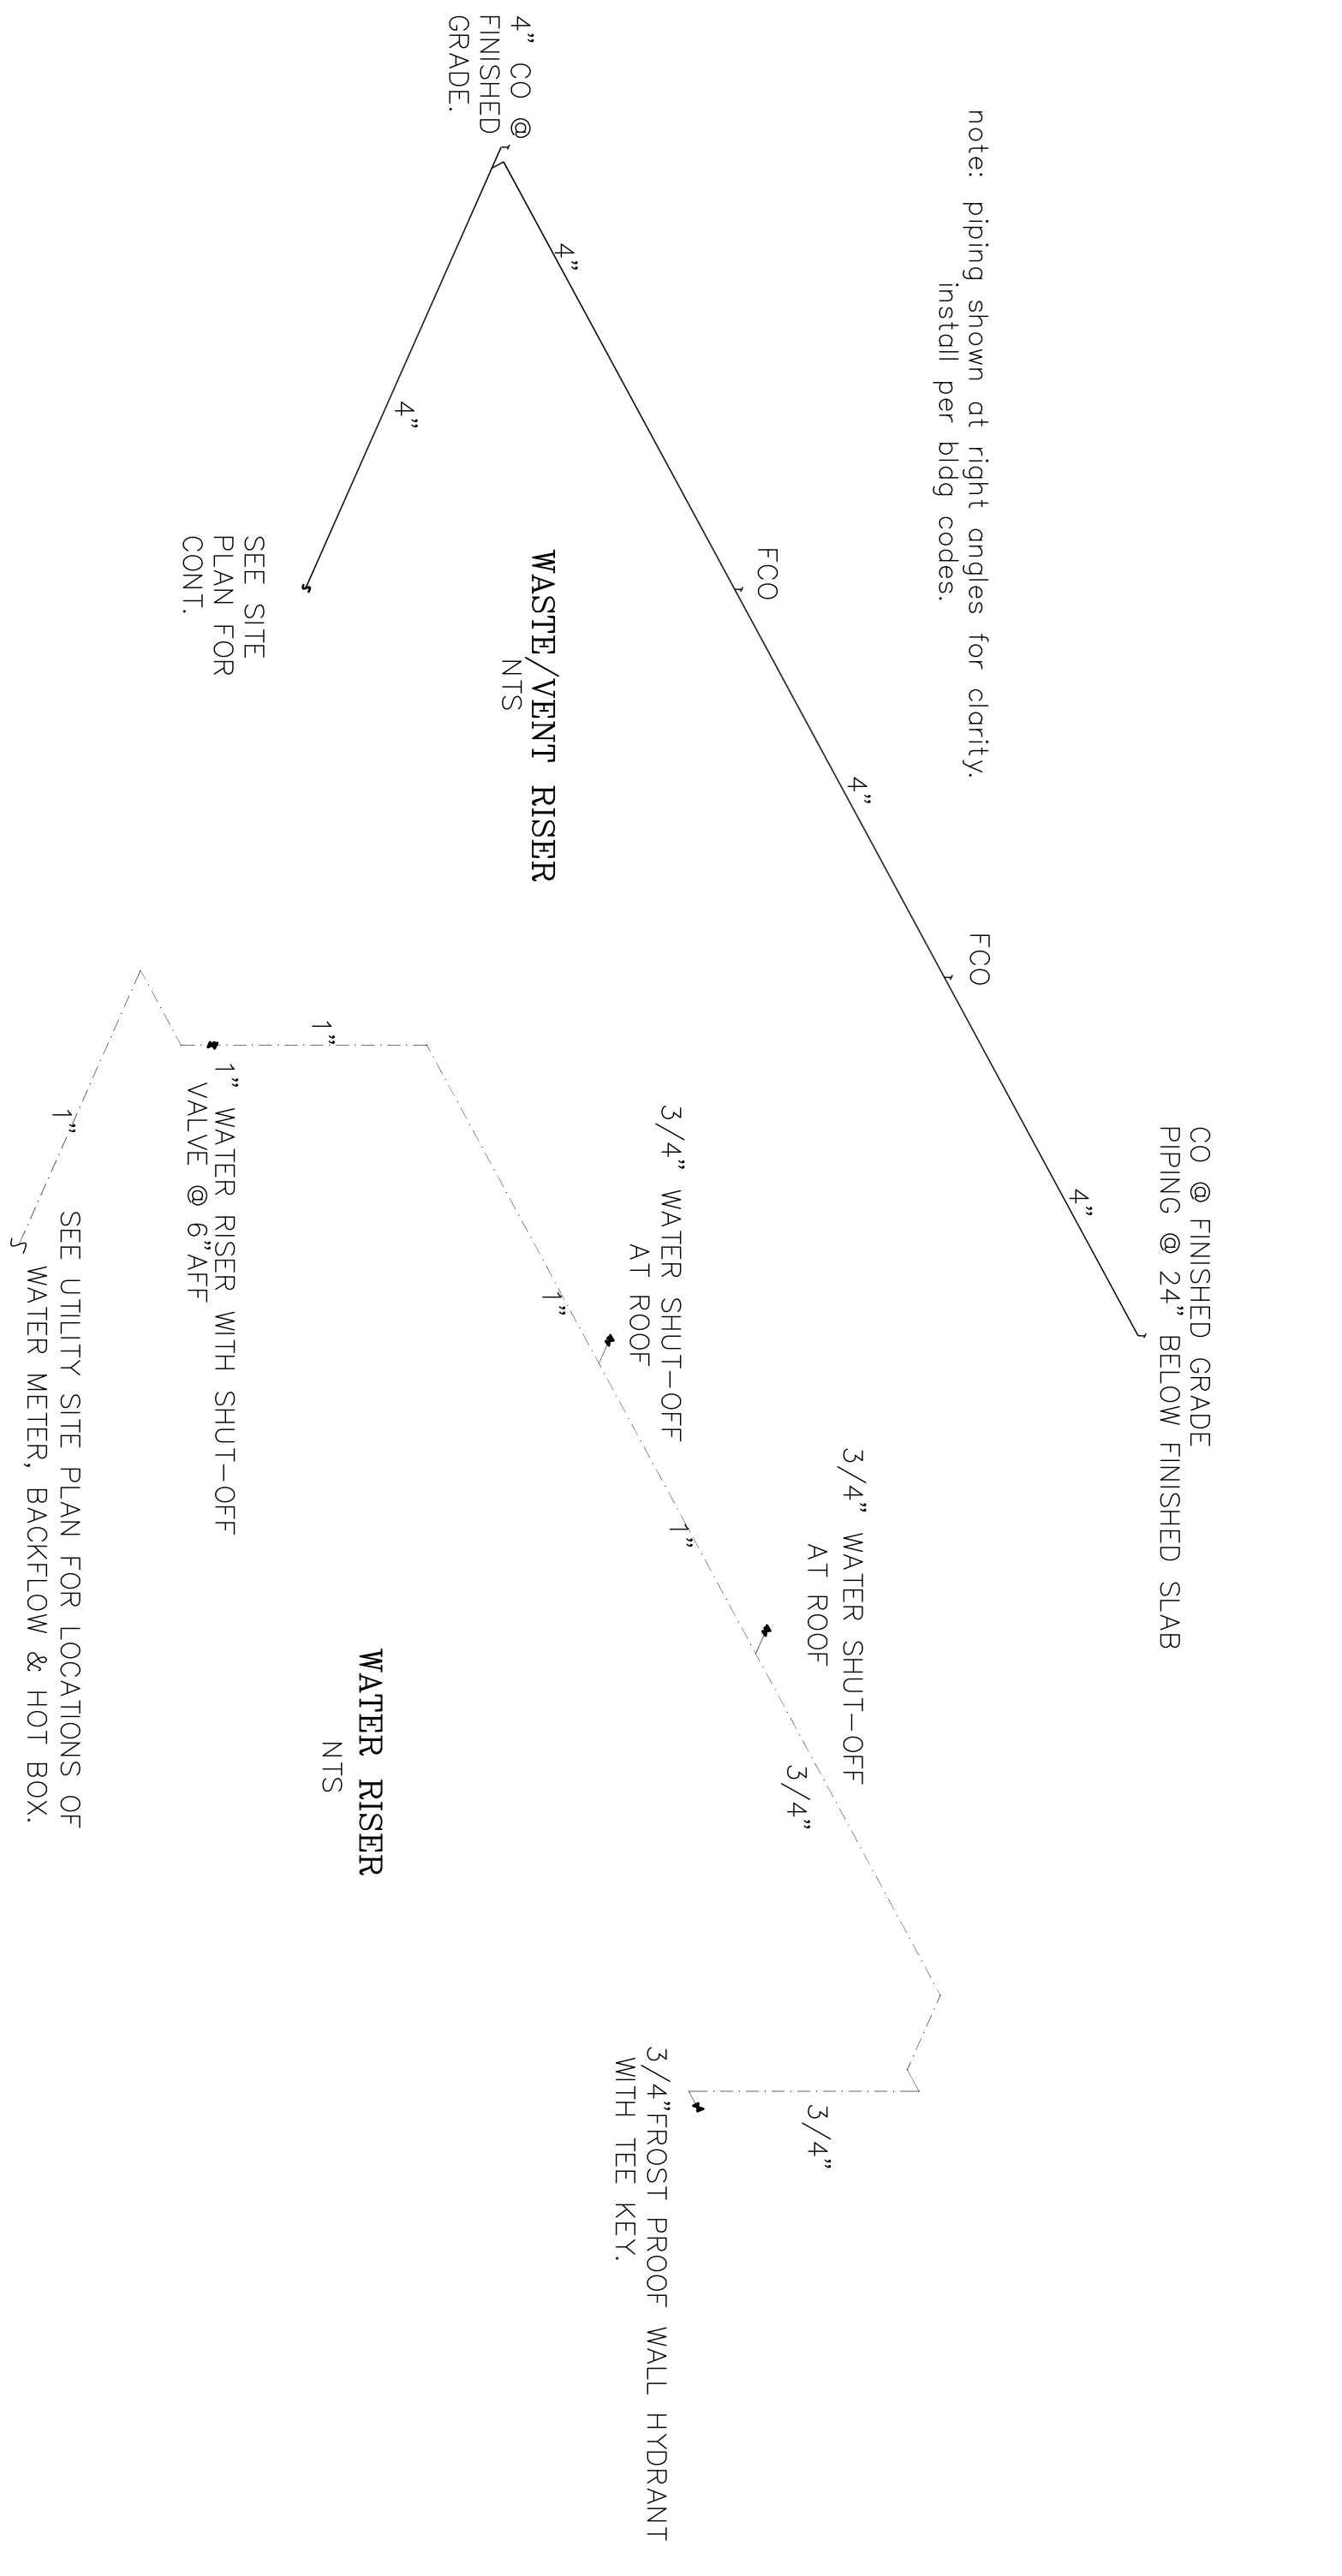 CO @ FINISHED GRADE
PIPING @ 24" BELOW FINISHED SLAB
4"
FCO
4"
FCO
4"
note: piping shown at right angles for clarity.
install per bldg codes.
4" CO @
FINISHED
GRADE.
4"
SEE SITE
PLAN FOR
CONT.
WASTE/VENT RISER
NTS
3/4" WATER SHUT-OFF
AT ROOF
3/4" WATER SHUT-OFF
AT ROOF
3/4"
3/4"
1"
1"
1"
3/4"FROST PROOF WALL HYDRANT
WITH TEE KEY.
WATER RISER
NTS
1" WATER RISER WITH SHUT-OFF
VALVE @ 6"AFF
1"
SEE UTILITY SITE PLAN FOR LOCATIONS OF
WATER METER, BACKFLOW & HOT BOX.